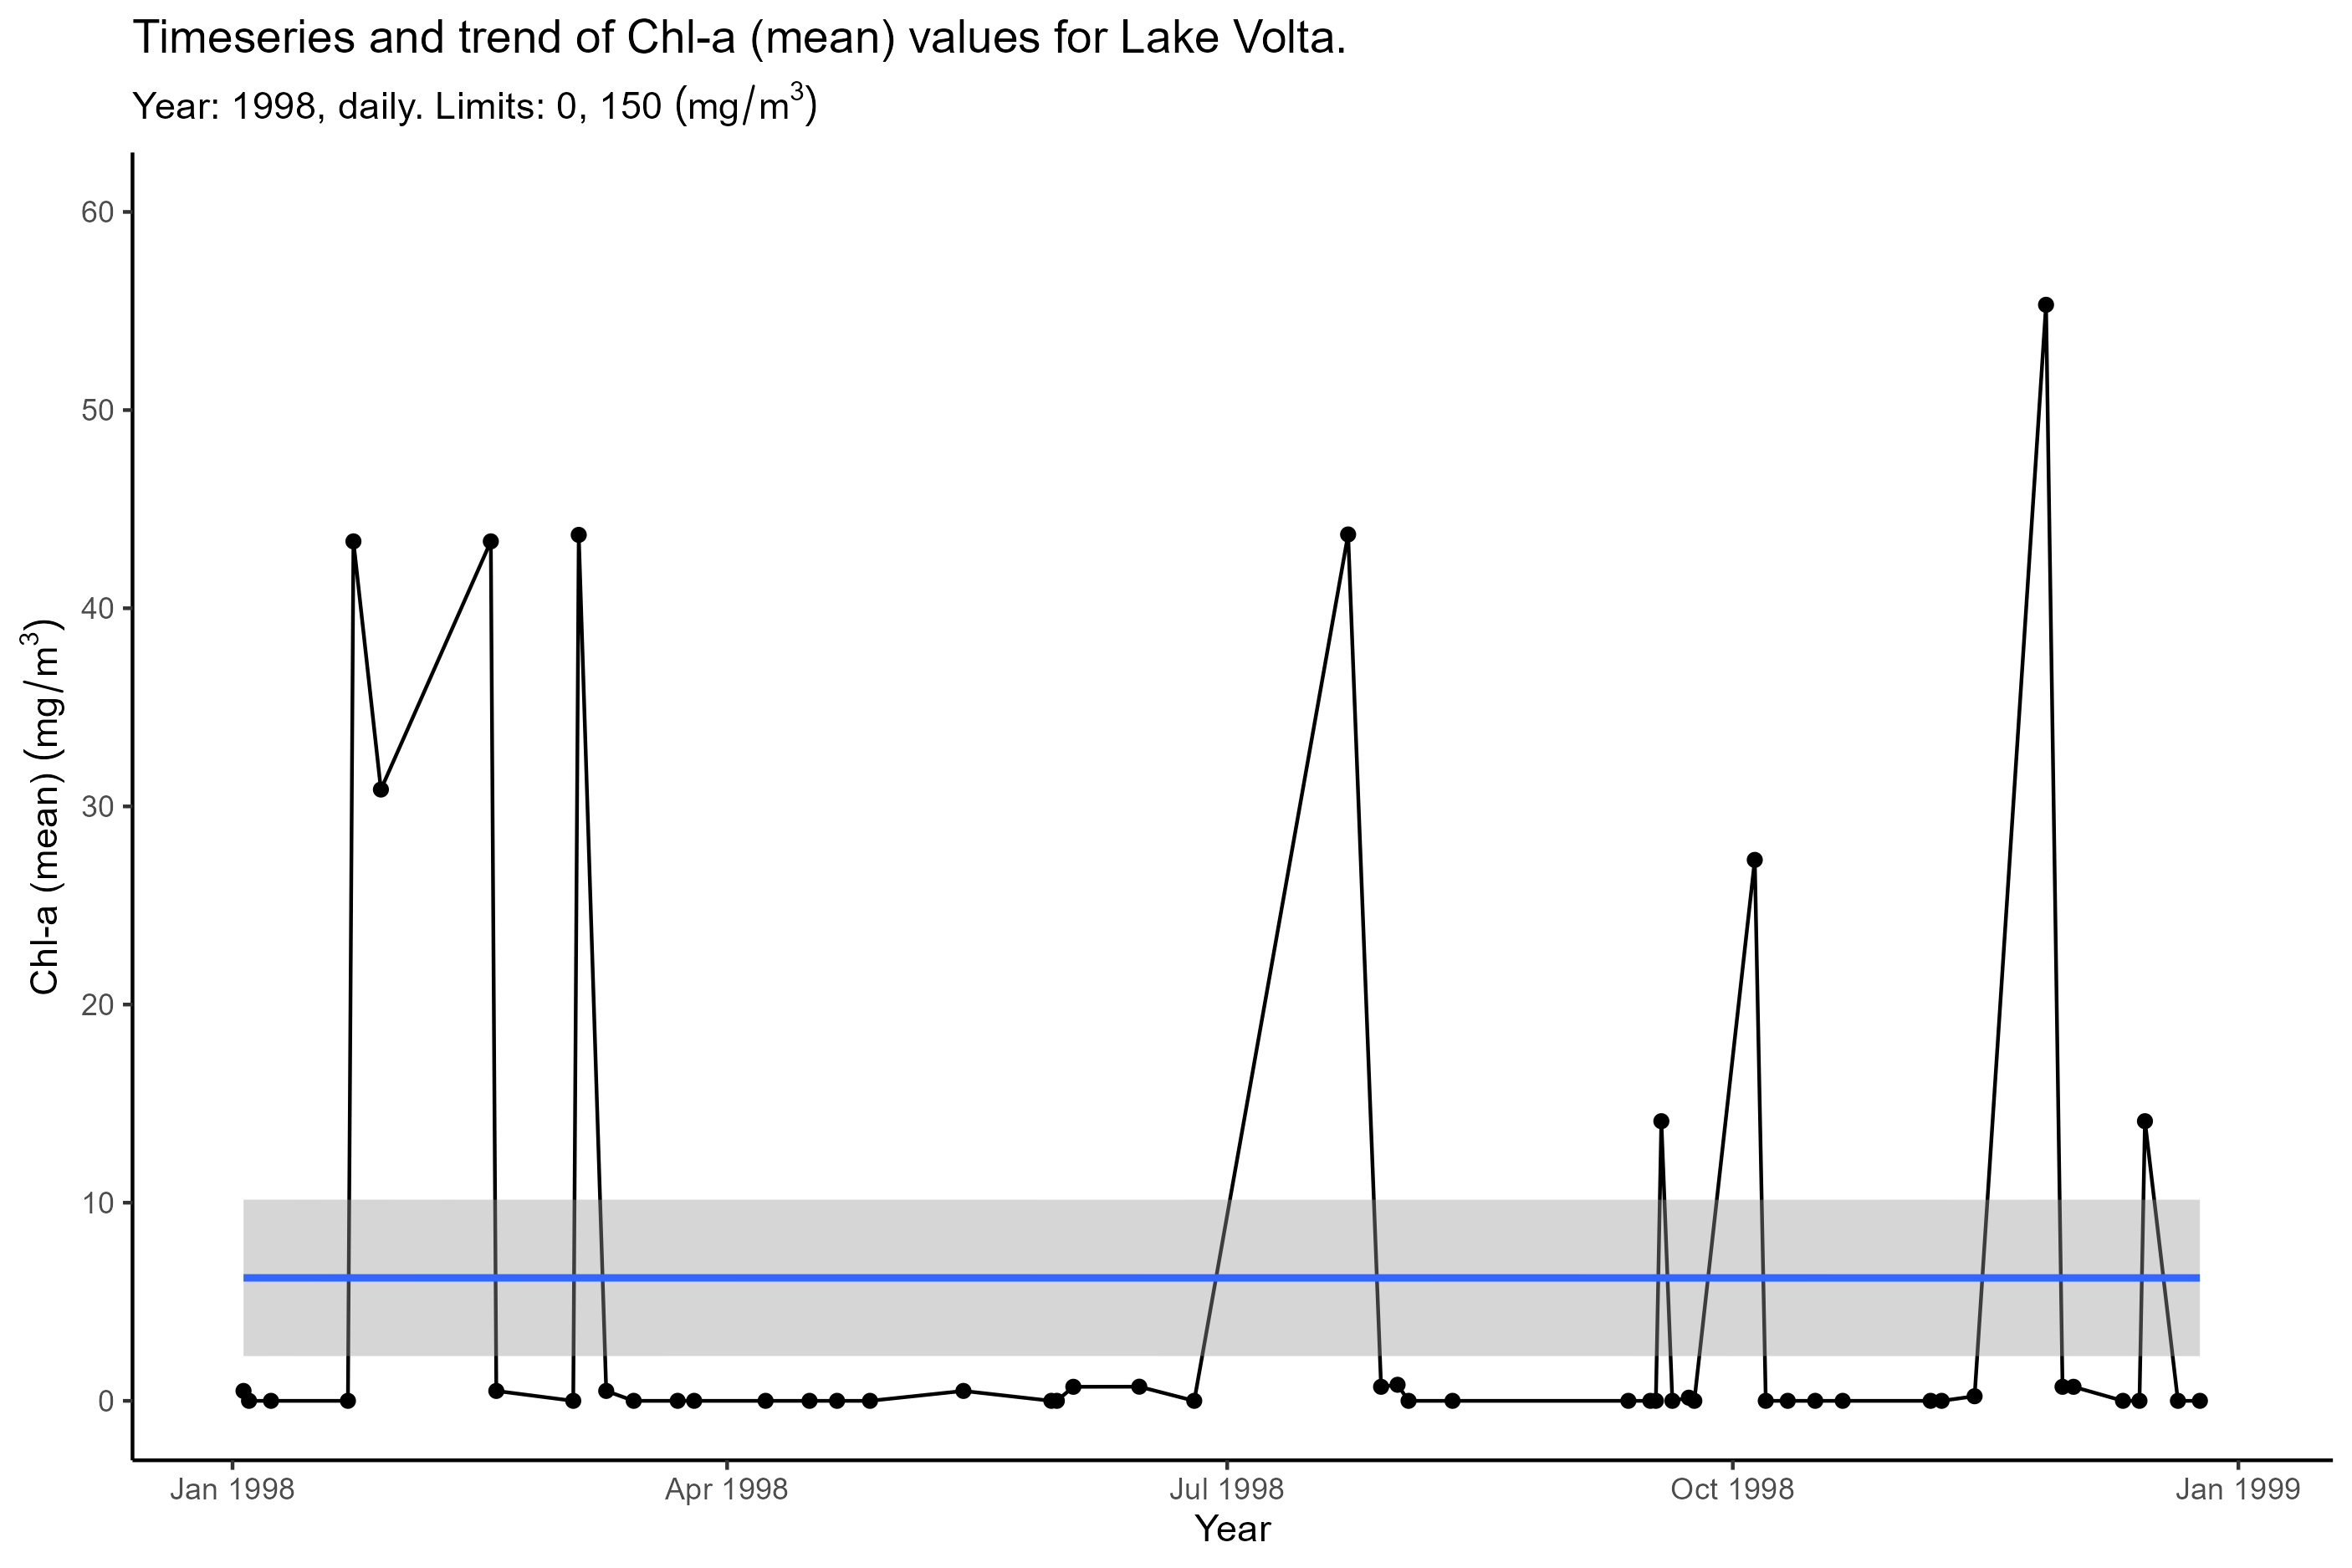 Timeseries and trend of Chl-a (mean) values for Lake Volta.
Year: 1998, daily. Limits: 0, 150 (mg/m³)
60
50
40
30
20
10
0
Chl-a (mean) (mg/m³)
Jan 1998 Apr 1998 Jul 1998 Oct 1998 Jan 1999
Year